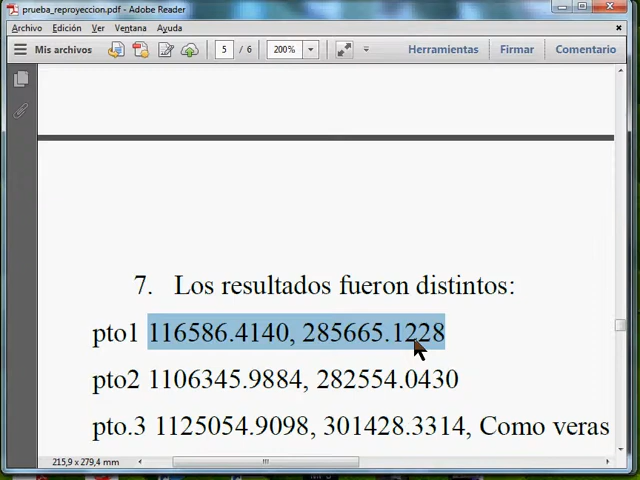 prueba_reproyeccion.pdf - Adobe Reader
Archivo Edición Ver Ventana Ayuda
Mis archivos 5 / 6 200% Herramientas Firmar Comentario
7. Los resultados fueron distintos:
pto1 116586.4140, 285665.1228
pto2 1106345.9884, 282554.0430
pto.3 1125054.9098, 301428.3314, Como veras
215,9 x 279,4 mm